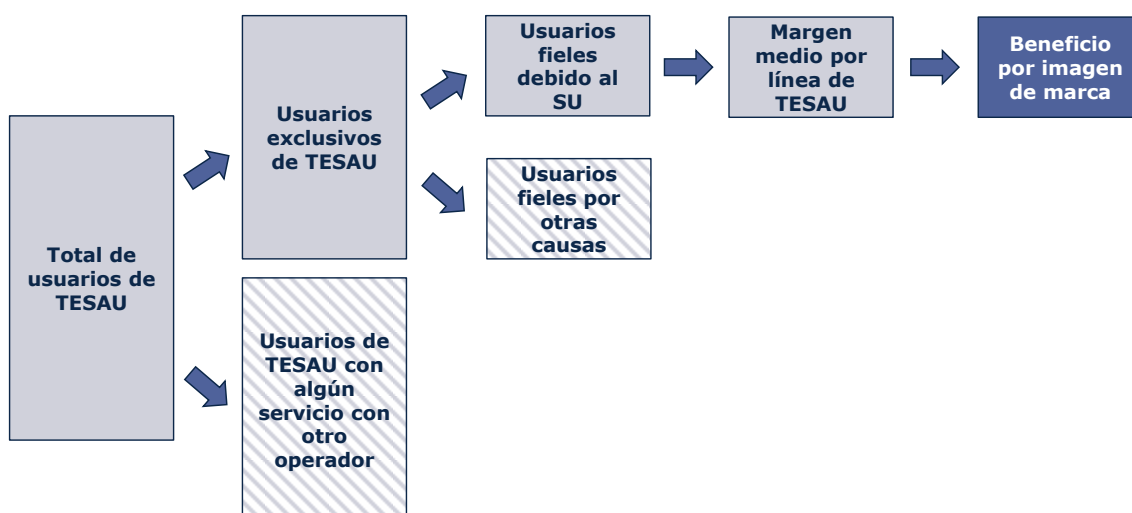 Total de
usuarios de
TESAU
Usuarios
exclusivos
de TESAU
Usuarios de
TESAU con
algún
servicio con
otro
operador
Usuarios
fieles
debido al
SU
Usuarios
fieles por
otras
causas
Margen
medio por
línea de
TESAU
Beneficio
por imagen
de marca